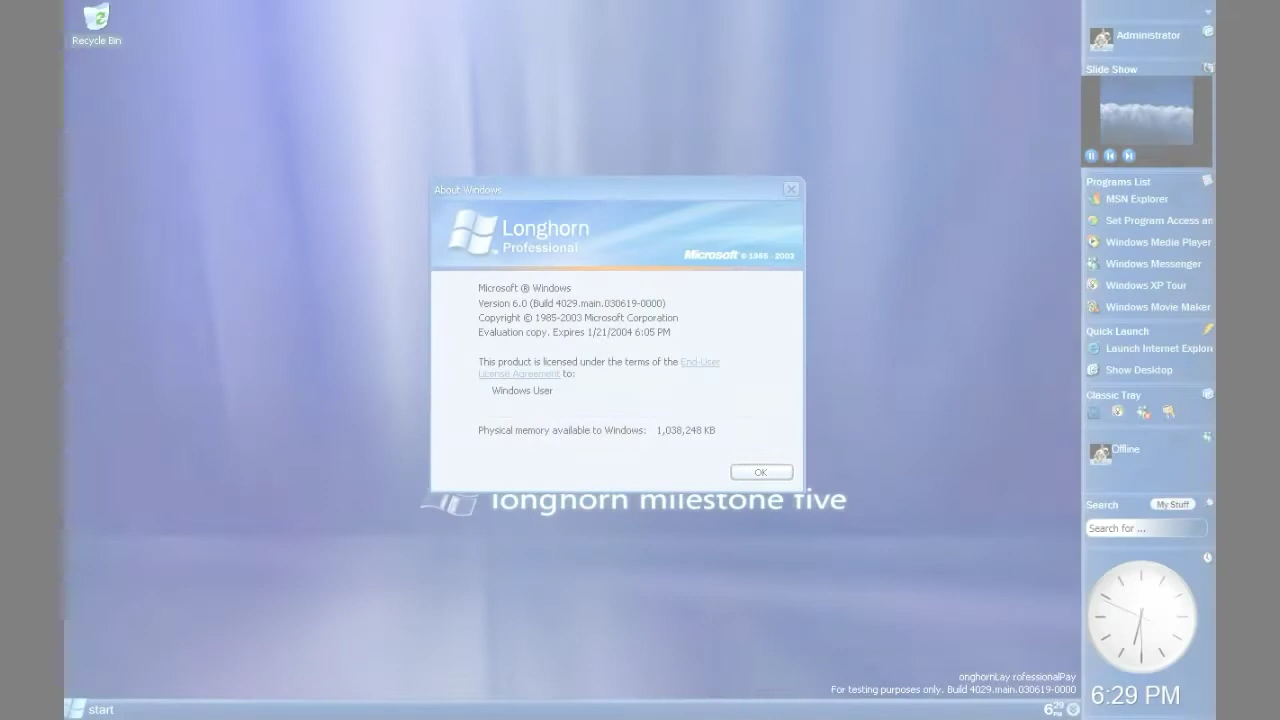 Recycle Bin
About Windows
Longhorn
Professional
Microsoft © 1985 - 2003
Microsoft ® Windows
Version 6.0 (Build 4029.main.030619-0000)
Copyright © 1985-2003 Microsoft Corporation
Evaluation copy. Expires 1/21/2004 6:05 PM
This product is licensed under the terms of the End-User
License Agreement to:
Windows User
Physical memory available to Windows: 1,038,248 KB
OK
longhorn milestone five
onghornLay rofessionalPay
For testing purposes only. Build 4029.main.030619-0000
start
6 29 PM
Administrator
Slide Show
Programs List
MSN Explorer
Set Program Access an
Windows Media Player
Windows Messenger
Windows XP Tour
Windows Movie Maker
Quick Launch
Launch Internet Explor
Show Desktop
Classic Tray
Offline
Search
My Stuff
Search for ...
6:29 PM